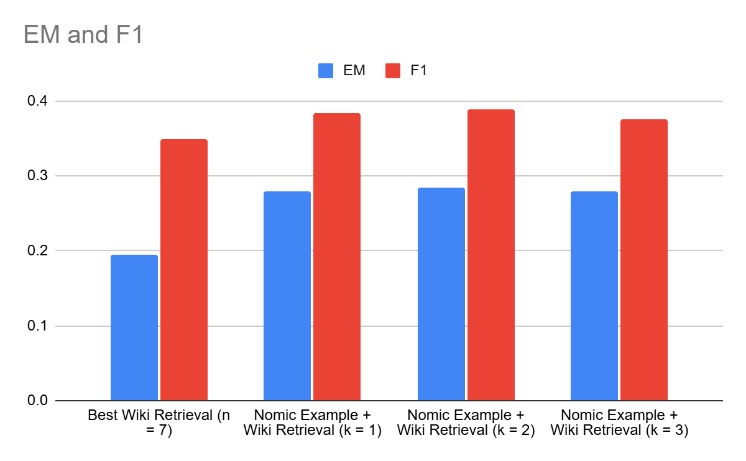 EM and F1
EM F1
0.4
0.3
0.2
0.1
0.0
Best Wiki Retrieval (n
= 7)
Nomic Example +
Wiki Retrieval (k = 1)
Nomic Example +
Wiki Retrieval (k = 2)
Nomic Example +
Wiki Retrieval (k = 3)